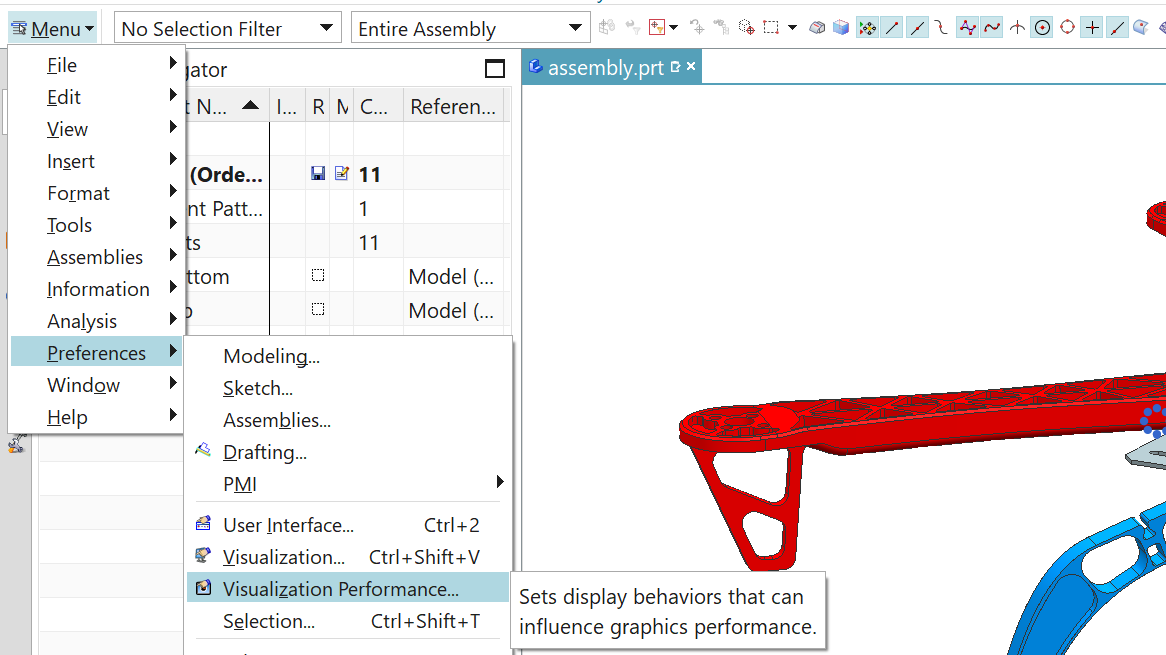 Menu
No Selection Filter
Entire Assembly
File
Edit
View
Insert
Format
Tools
Assemblies
Information
Analysis
Preferences
Window
Help
gator
t N...
I...
R
M
C...
Referen...
(Orde...
11
nt Patt...
1
ts
11
ttom
Model (...
Model (...
Modeling...
Sketch...
Assemblies...
Drafting...
PMI
User Interface... Ctrl+2
Visualization... Ctrl+Shift+V
Visualization Performance...
Selection... Ctrl+Shift+T
assembly.prt
Sets display behaviors that can
influence graphics performance.